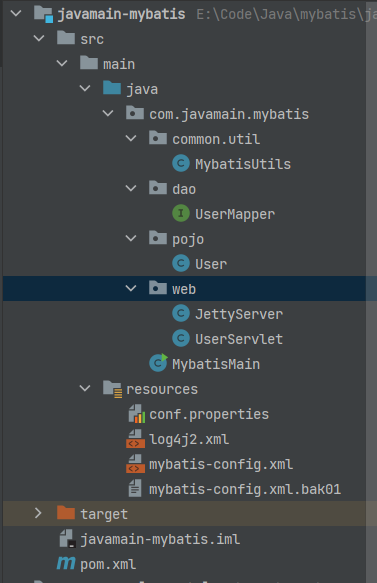 javamain-mybatis E:\Code\Java\mybatis\j
src
main
java
com.javamain.mybatis
common.util
MybatisUtils
dao
UserMapper
pojo
User
web
JettyServer
UserServlet
MybatisMain
resources
conf.properties
log4j2.xml
mybatis-config.xml
mybatis-config.xml.bak01
target
javamain-mybatis.iml
pom.xml